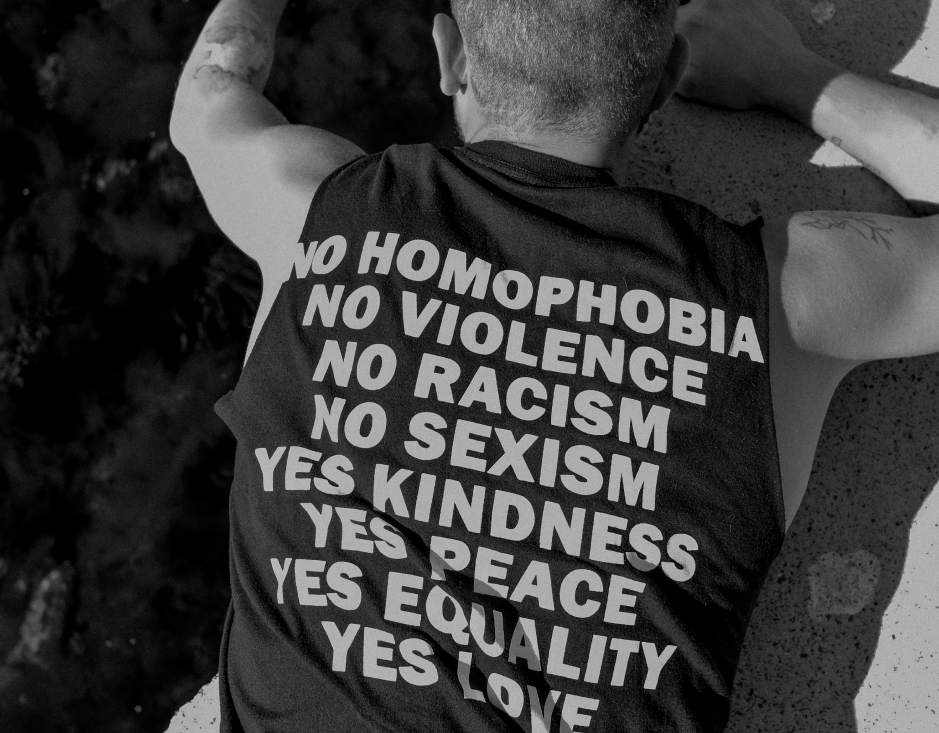 NO HOMOPHOBIA
NO VIOLENCE
NO RACISM
NO SEXISM
YES KINDNESS
YES PEACE
YES EQUALITY
YES LOVE